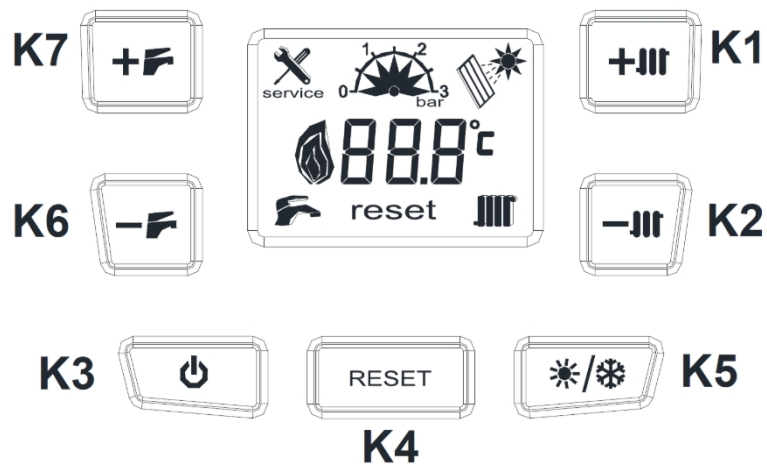 K7
1 2
K1
service
0 3
bar
88.8°c
K6
reset
K2
K3
RESET
K5
K4